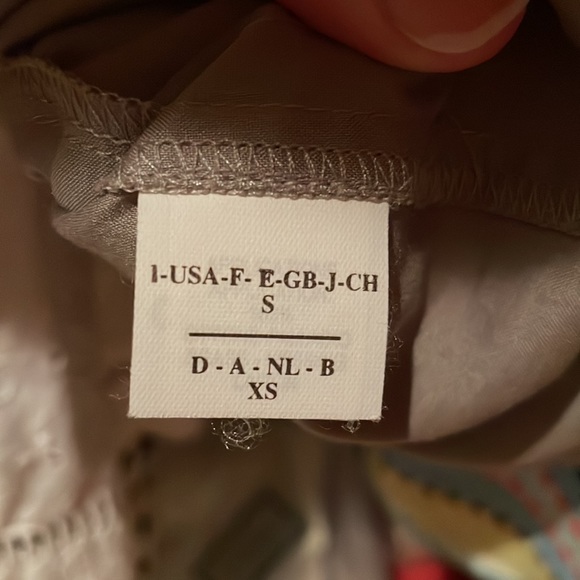 I-USA-F- E-GB-J-CH
S
D - A - NL - B
XS